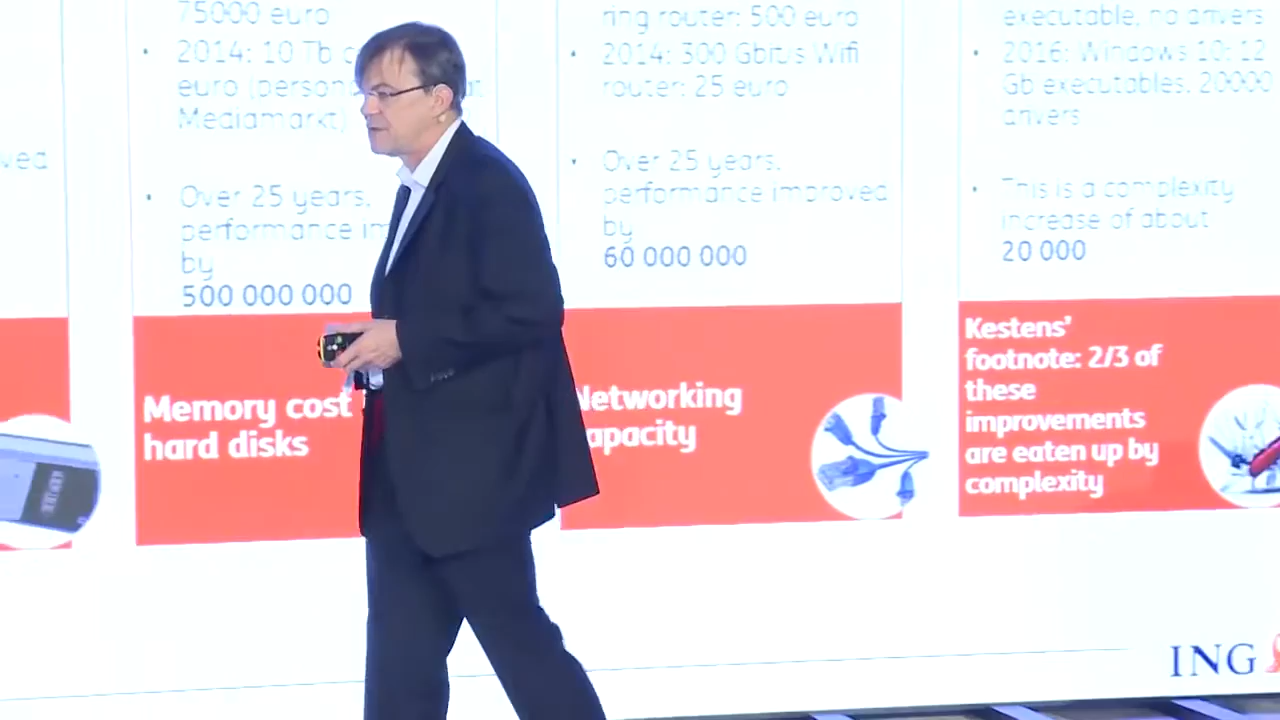 75000 euro
2014: 10 Tb
euro
Mediamarkt)
Over 25 years,
performance
by
500 000 000
Memory cost
hard disks
ring router: 500 euro
2014: 300 Gbit/s Wifi
router: 25 euro
Over 25 years,
performance improved
by
60 000 000
Networking
executable, no drivers
2016: Windows 10: 12
Gb executables, 20000
drivers
This is a complexity
increase of about
20 000
Kestens’
footnote: 2/3 of
these
improvements
are eaten up by
complexity
ING